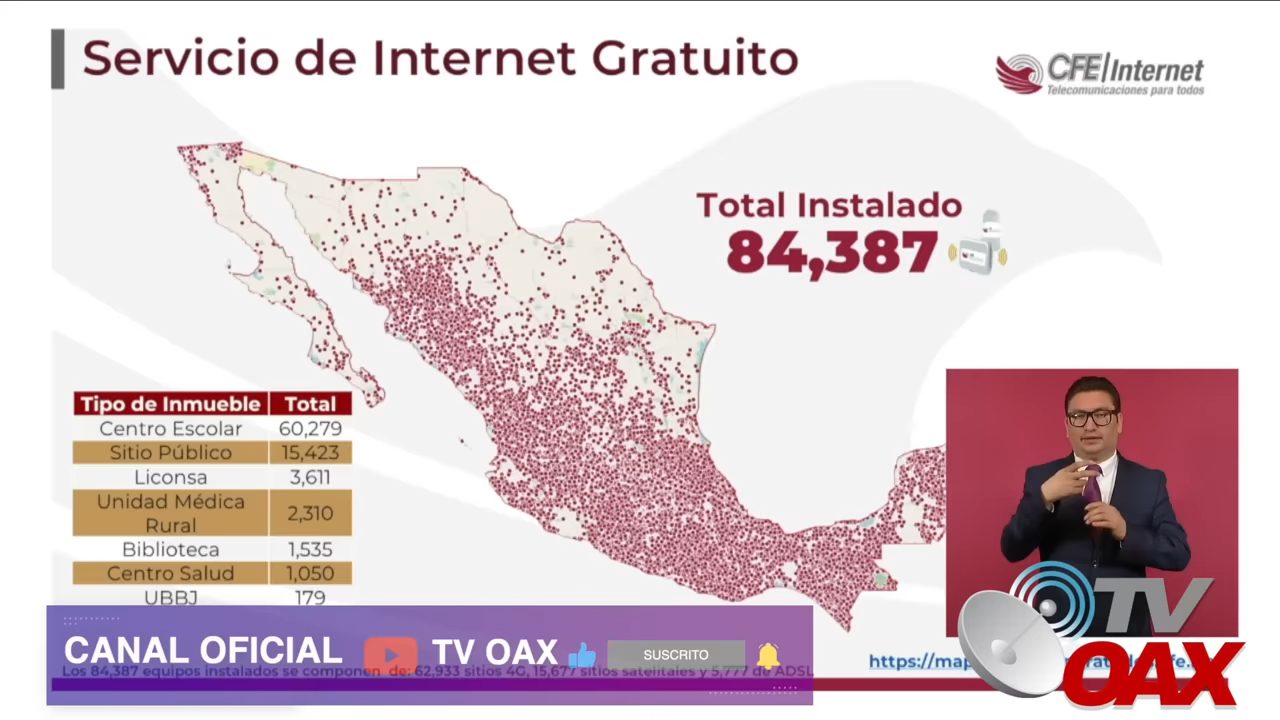 Servicio de Internet Gratuito
CFE/Internet
Telecomunicaciones para todos
Total Instalado
84,387
Tipo de Inmueble Total
Centro Escolar 60,279
Sitio Público 15,423
Liconsa 3,611
Unidad Médica
Rural 2,310
Biblioteca 1,535
Centro Salud 1,050
UBBJ 179
CANAL OFICIAL TV OAX SUSCRITO
Los 84,387 equipos instalados se componen de: 62,933 sitios 4G, 15,677 sitios satelitales y 5,777 de ADSL
https://map
TV
OAX